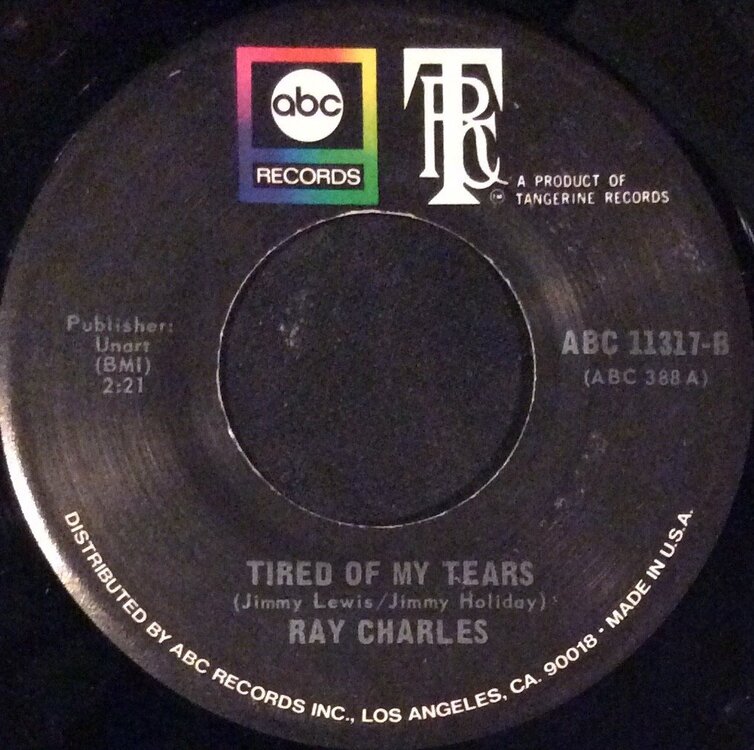 abc
RECORDS
TRC
A PRODUCT OF
TANGERINE RECORDS
TM
Publisher:
Unart
(BMI)
2:21
ABC 11317-B
(ABC 388 A)
TIRED OF MY TEARS
(Jimmy Lewis/Jimmy Holiday)
RAY CHARLES
DISTRIBUTED BY ABC RECORDS INC., LOS ANGELES, CA. 90018 - MADE IN U.S.A.